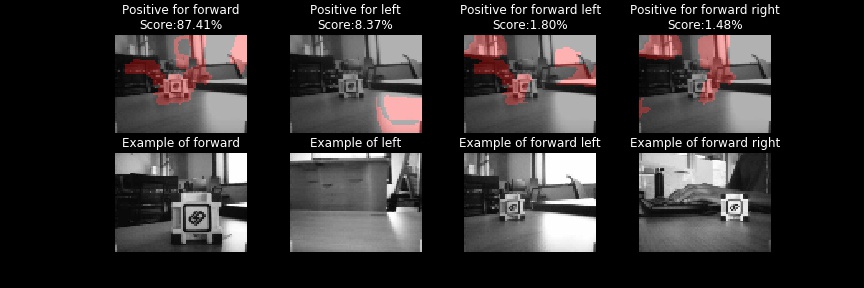 Positive for forward
Score:87.41%
Positive for left
Score:8.37%
Positive for forward left
Score:1.80%
Positive for forward right
Score:1.48%
Example of forward
Example of left
Example of forward left
Example of forward right